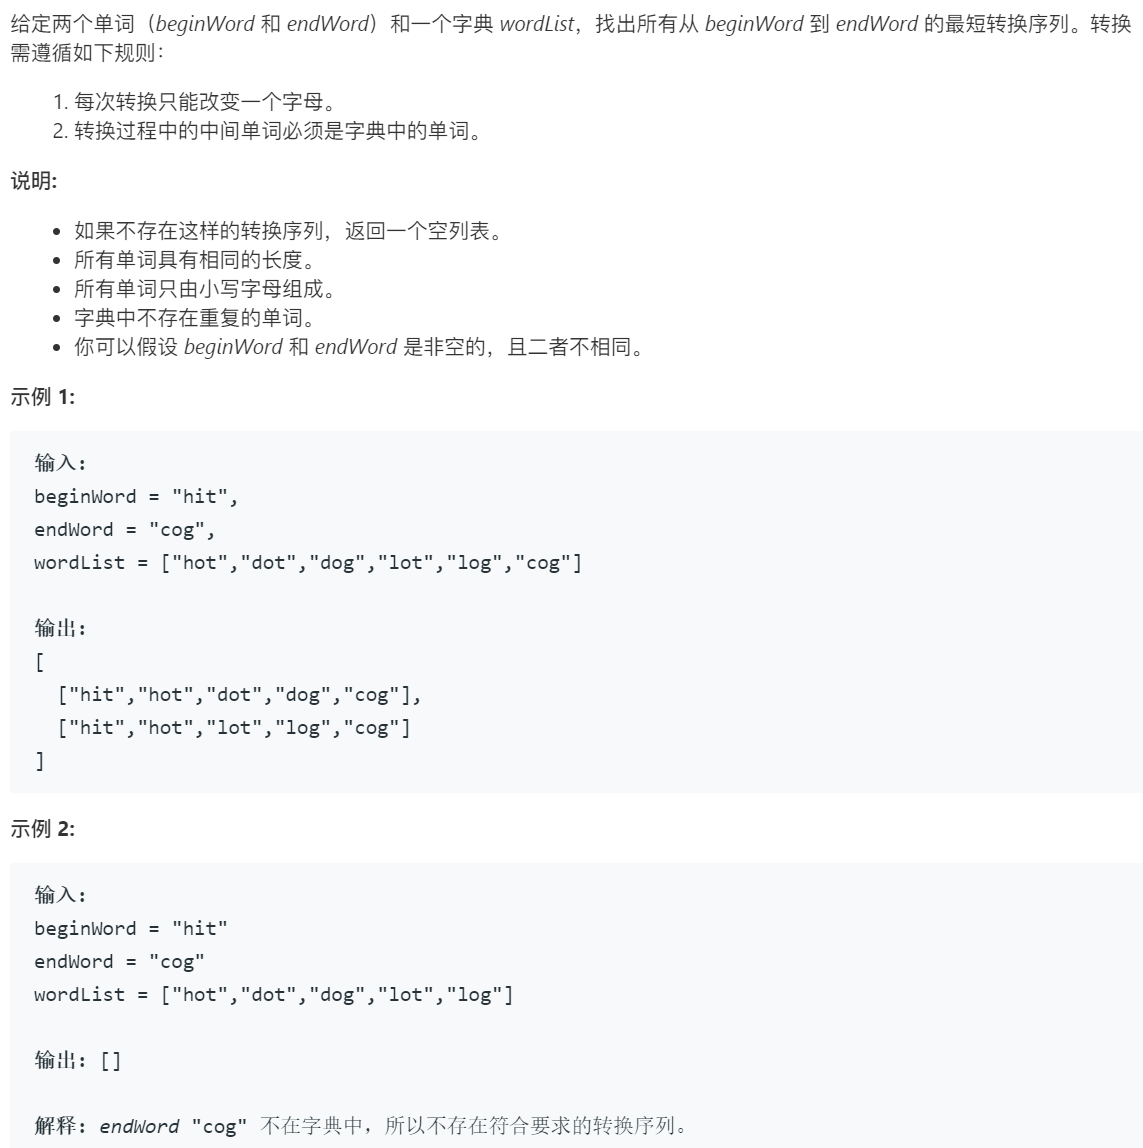 给定两个单词（beginWord 和 endWord）和一个字典 wordList，找出所有从 beginWord 到 endWord 的最短转换序列。转换
需遵循如下规则：
1. 每次转换只能改变一个字母。
2. 转换过程中的中间单词必须是字典中的单词。
说明:
• 如果不存在这样的转换序列，返回一个空列表。
• 所有单词具有相同的长度。
• 所有单词只由小写字母组成。
• 字典中不存在重复的单词。
• 你可以假设 beginWord 和 endWord 是非空的，且二者不相同。
示例 1:
输入:
beginWord = "hit",
endWord = "cog",
wordList = ["hot","dot","dog","lot","log","cog"]
输出:
[
["hit","hot","dot","dog","cog"],
["hit","hot","lot","log","cog"]
]
示例 2:
输入:
beginWord = "hit"
endWord = "cog"
wordList = ["hot","dot","dog","lot","log"]
输出: []
解释: endWord "cog" 不在字典中，所以不存在符合要求的转换序列。